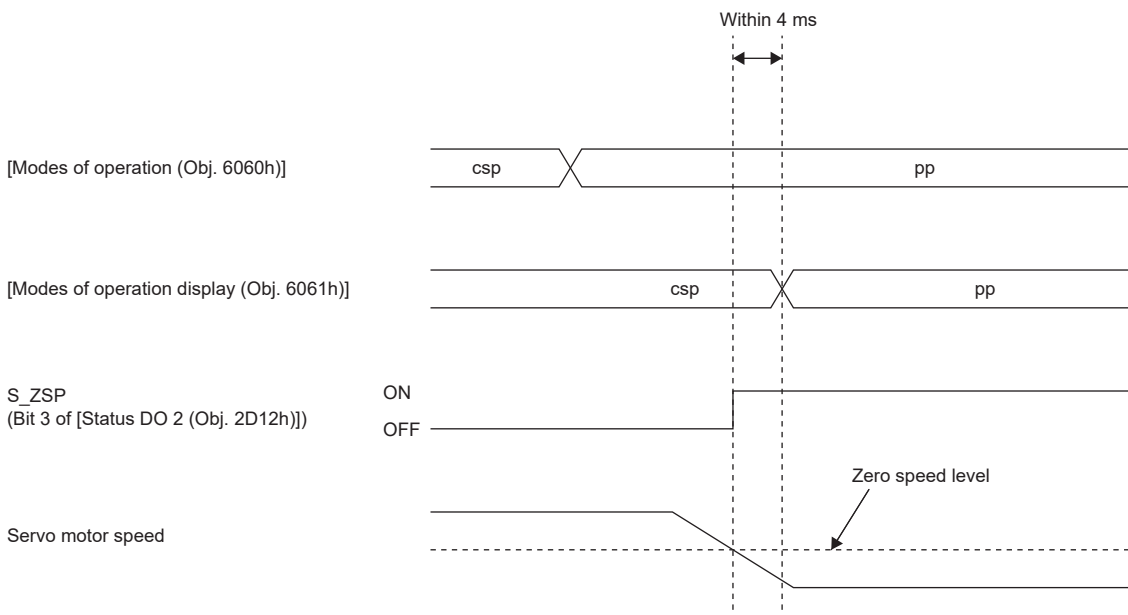 Within 4 ms
[Modes of operation (Obj. 6060h)]
csp
pp
[Modes of operation display (Obj. 6061h)]
csp
pp
S_ZSP
(Bit 3 of [Status DO 2 (Obj. 2D12h)])
ON
OFF
Zero speed level
Servo motor speed